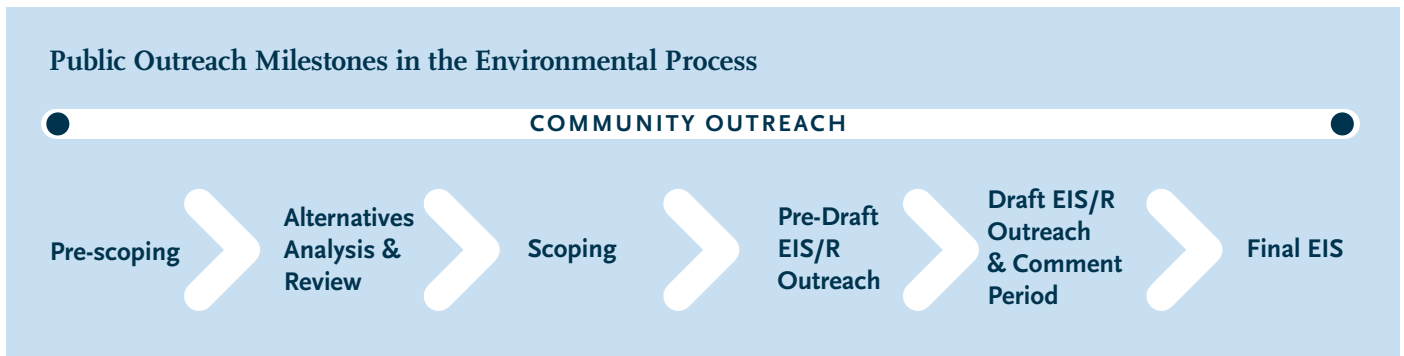 Public Outreach Milestones in the Environmental Process
COMMUNITY OUTREACH
Pre-scoping
Alternatives
Analysis &
Review
Scoping
Pre-Draft
EIS/R
Outreach
Draft EIS/R
Outreach
& Comment
Period
Final EIS